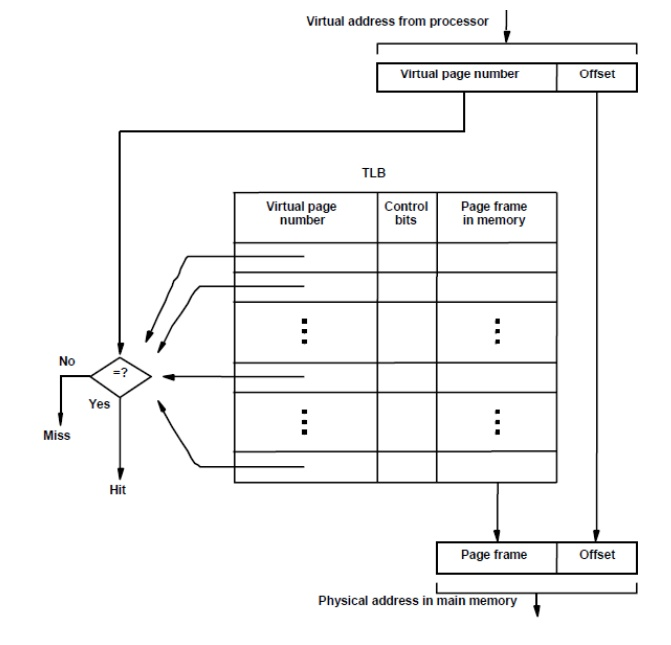 Virtual address from processor
Virtual page number
Offset
TLB
Virtual page
number
Control
bits
Page frame
in memory
No
=?
Yes
Miss
Hit
Page frame
Offset
Physical address in main memory